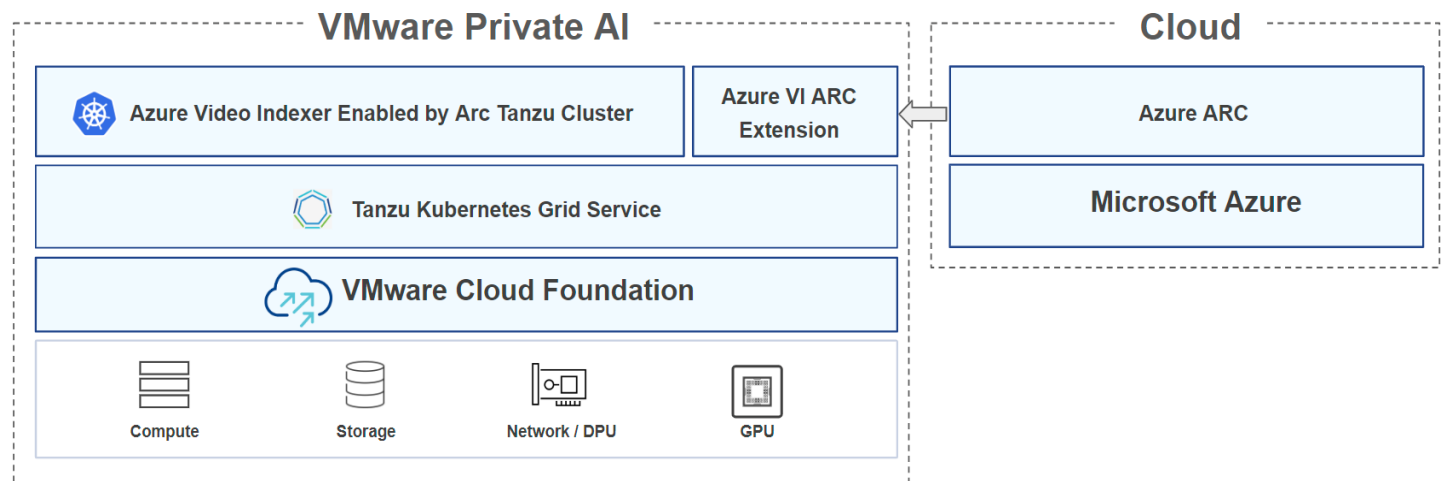 VMware Private AI
Cloud
Azure Video Indexer Enabled by Arc Tanzu Cluster
Azure VI ARC
Extension
Azure ARC
Tanzu Kubernetes Grid Service
Microsoft Azure
VMware Cloud Foundation
Compute
Storage
Network / DPU
GPU